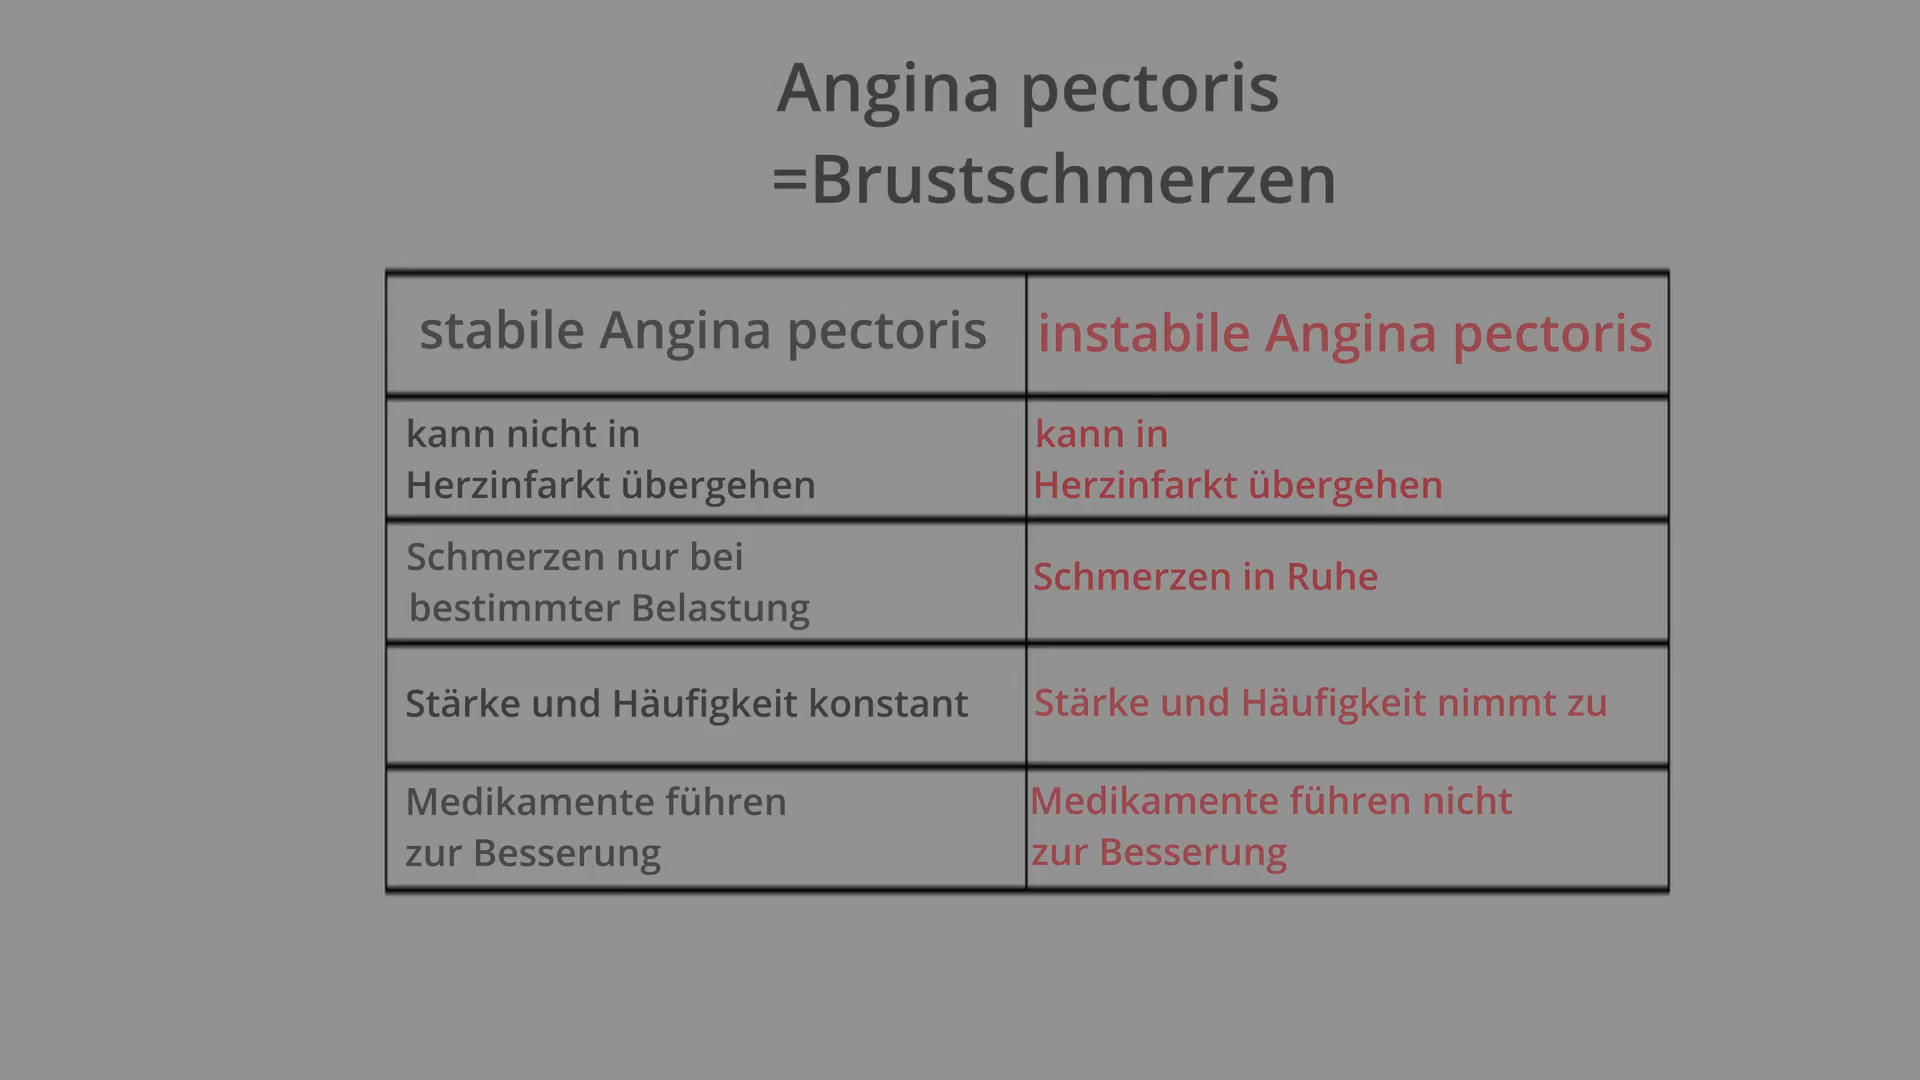 Angina pectoris
=Brustschmerzen
stabile Angina pectoris
instabile Angina pectoris
kann nicht in
Herzinfarkt übergehen
kann in
Herzinfarkt übergehen
Schmerzen nur bei
bestimmter Belastung
Schmerzen in Ruhe
Stärke und Häufigkeit konstant
Stärke und Häufigkeit nimmt zu
Medikamente führen
zur Besserung
Medikamente führen nicht
zur Besserung